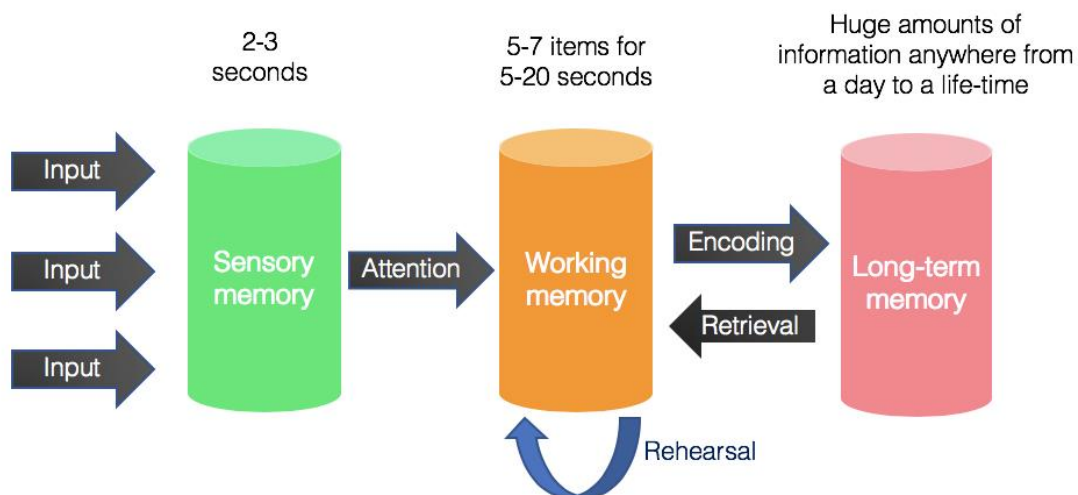 2-3
seconds
5-7 items for
5-20 seconds
Huge amounts of
information anywhere from
a day to a life-time
Input
Input
Input
Sensory
memory
Attention
Working
memory
Encoding
Retrieval
Long-term
memory
Rehearsal